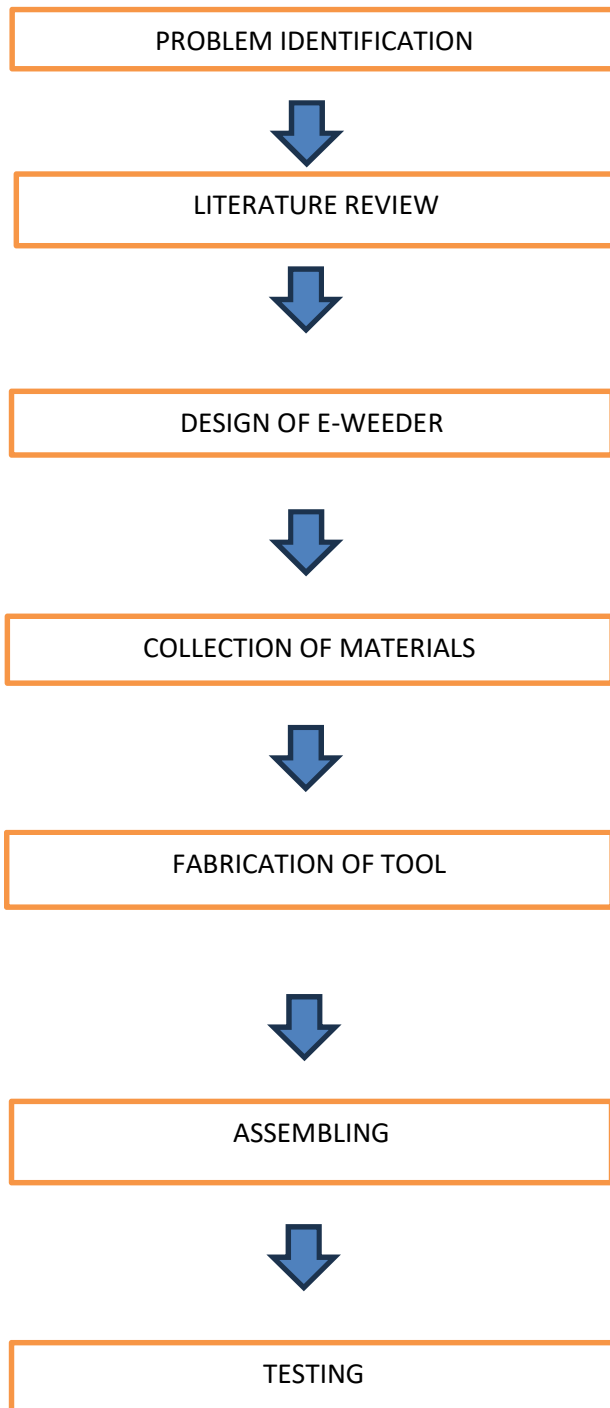 PROBLEM IDENTIFICATION
LITERATURE REVIEW
DESIGN OF E-WEEDER
COLLECTION OF MATERIALS
FABRICATION OF TOOL
ASSEMBLING
TESTING